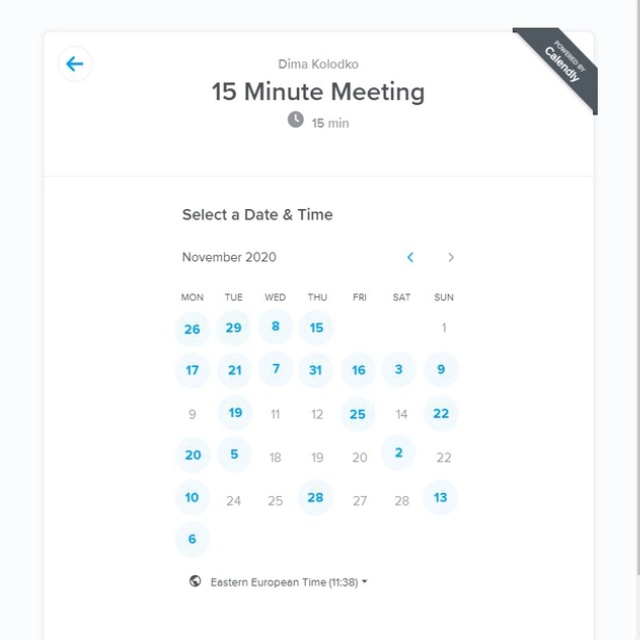 POWERED BY
Calendly
Dima Kolodko
15 Minute Meeting
15 min
Select a Date & Time
November 2020
MON TUE WED THU FRI SAT SUN
26 29 8 15 1
17 21 7 31 16 3 9
9 19 11 12 25 14 22
20 5 18 19 20 2 22
10 24 25 28 27 28 13
6
Eastern European Time (11:38)